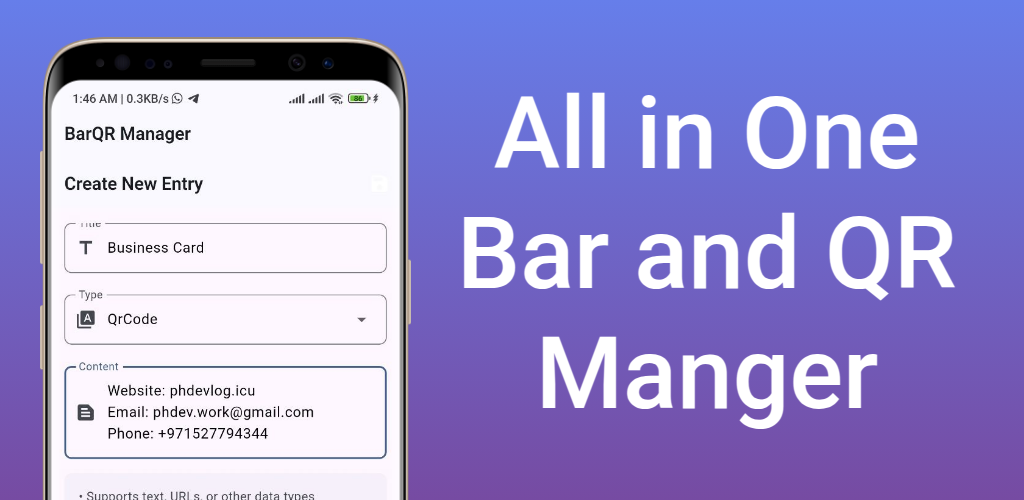 1:46 AM | 0.3KB/s
86
BarQR Manager
Create New Entry
Title
Business Card
Type
QrCode
Content
Website: phdevlog.icu
Email: phdev.work@gmail.com
Phone: +971527794344
• Supports text, URLs, or other data types
All in One
Bar and QR
Manger